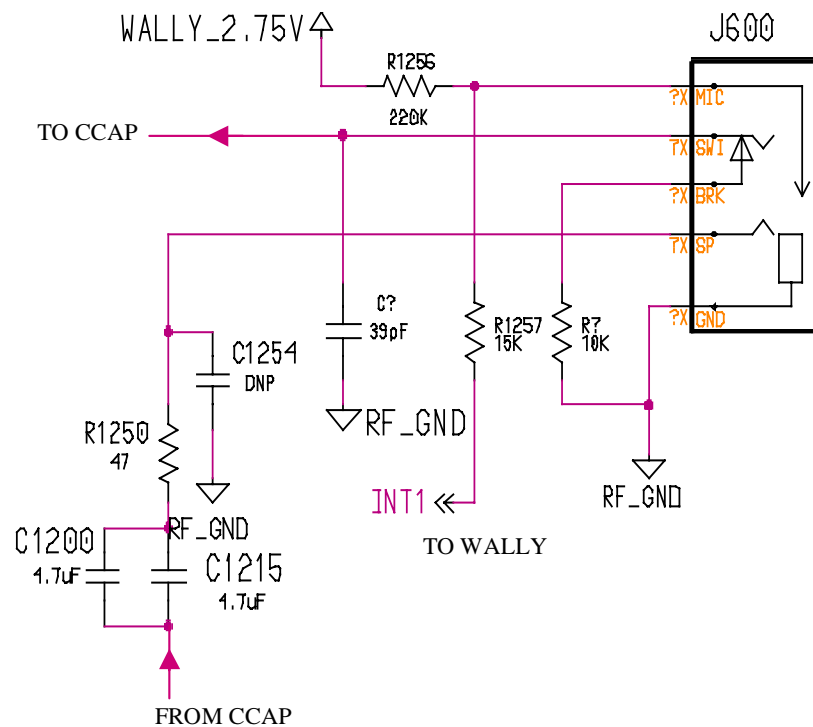 WALLY_2.75V
J600
R1256
220K
?X MIC
TO CCAP
?X SWI
?X BRK
?X SP
?X GND
C?
39pF
R1257
15K
R?
10K
C1254
DNP
RF_GND
R1250
47
RF_GND
INT1
RF_GND
TO WALLY
C1200
4.7uF
C1215
4.7uF
FROM CCAP